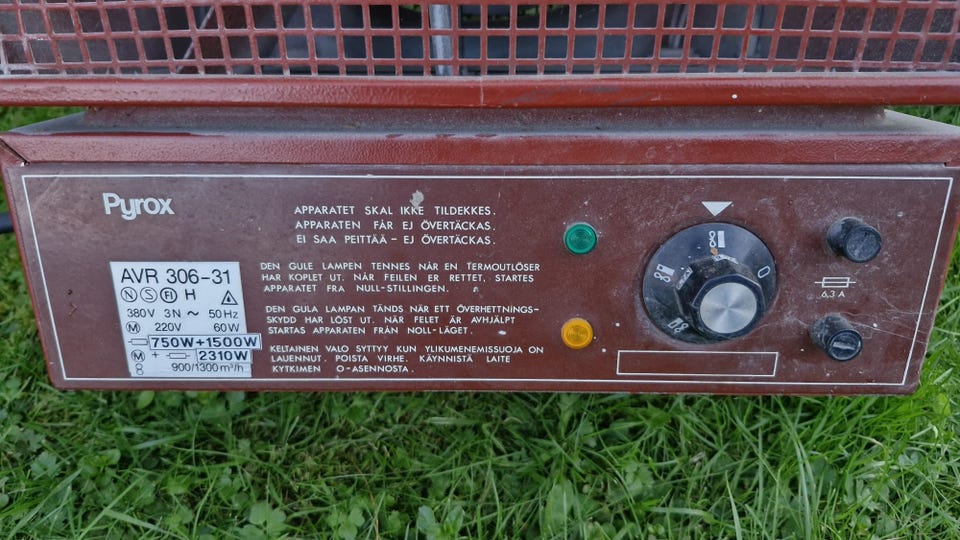 Pyrox
AVR 306-31
N S FI H
380V 3N ~ 50Hz
M 220V 60W
750W+1500W
M + 2310W
900/1300 m³/h
APPARATET SKAL IKKE TILDEKKES.
APPARATEN FÅR EJ ÖVERTÄCKAS.
EI SAA PEITTÄÄ – EJ ÖVERTÄCKAS.
DEN GULE LAMPEN TENNES NÅR EN TERMOUTLÖSER
HAR KOPLET UT. NÅR FEILEN ER RETTET, STARTES
APPARATET FRA NULL-STILLINGEN.
DEN GULA LAMPAN TÄNDS NÄR ETT ÖVERHETTNINGS-
SKYDD HAR LÖST UT. NÄR FELET ÄR AVHJÄLPT
STARTAS APPARATEN FRÅN NOLL-LÄGET.
KELTAINEN VALO SYTTYY KUN YLIKUMENEMISSUOJA ON
LAUENNUT. POISTA VIRHE. KÄYNNISTÄ LAITE
KYTKIMEN O-ASENNOSTA.
0
6,3 A